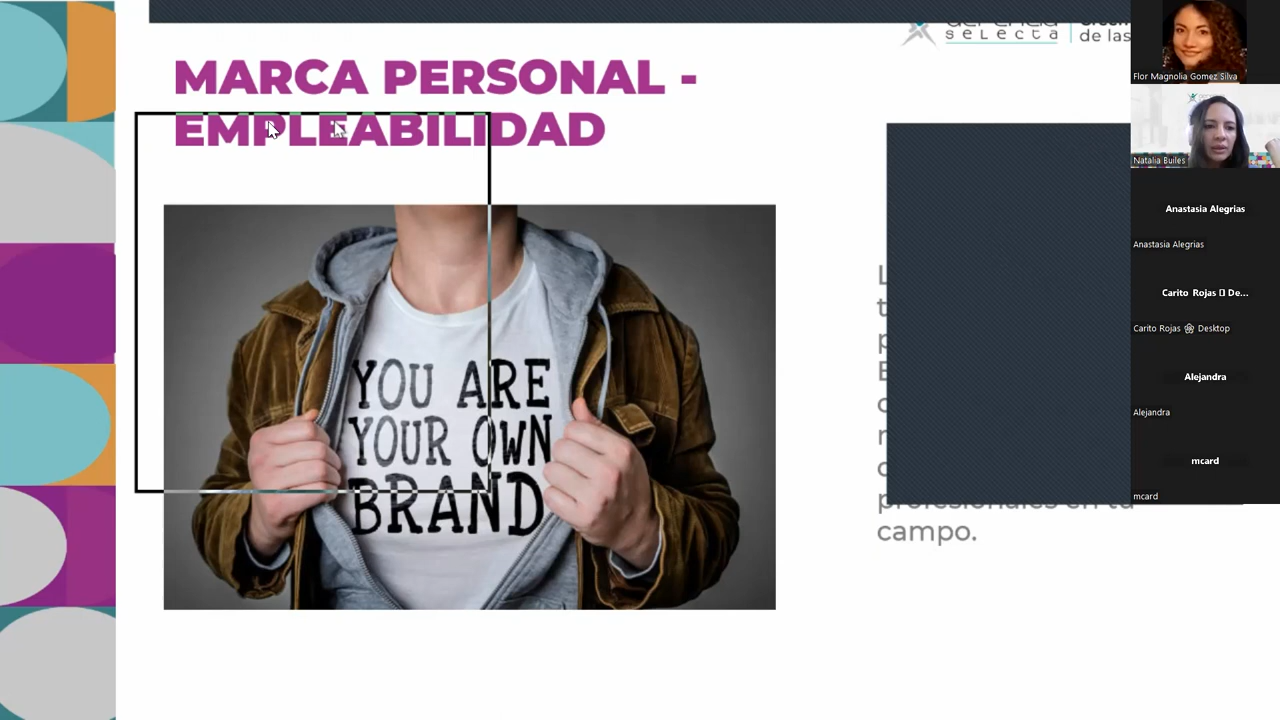 selecta
de las
MARCA PERSONAL -
EMPLEABILIDAD
YOU ARE
YOUR OWN
BRAND
profesionales en tu
campo.
Flor Magnolia Gomez Silva
Natalia Builes
Anastasia Alegrias
Anastasia Alegrias
Carito Rojas De...
Carito Rojas Desktop
Alejandra
Alejandra
mcard
mcard